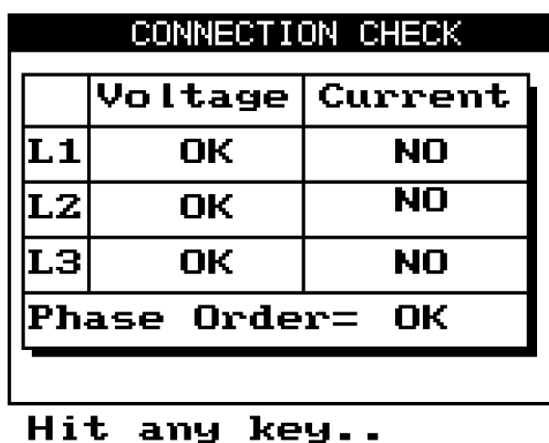 CONNECTION CHECK
Voltage Current
L1 OK NO
L2 OK NO
L3 OK NO
Phase Order= OK
Hit any key..